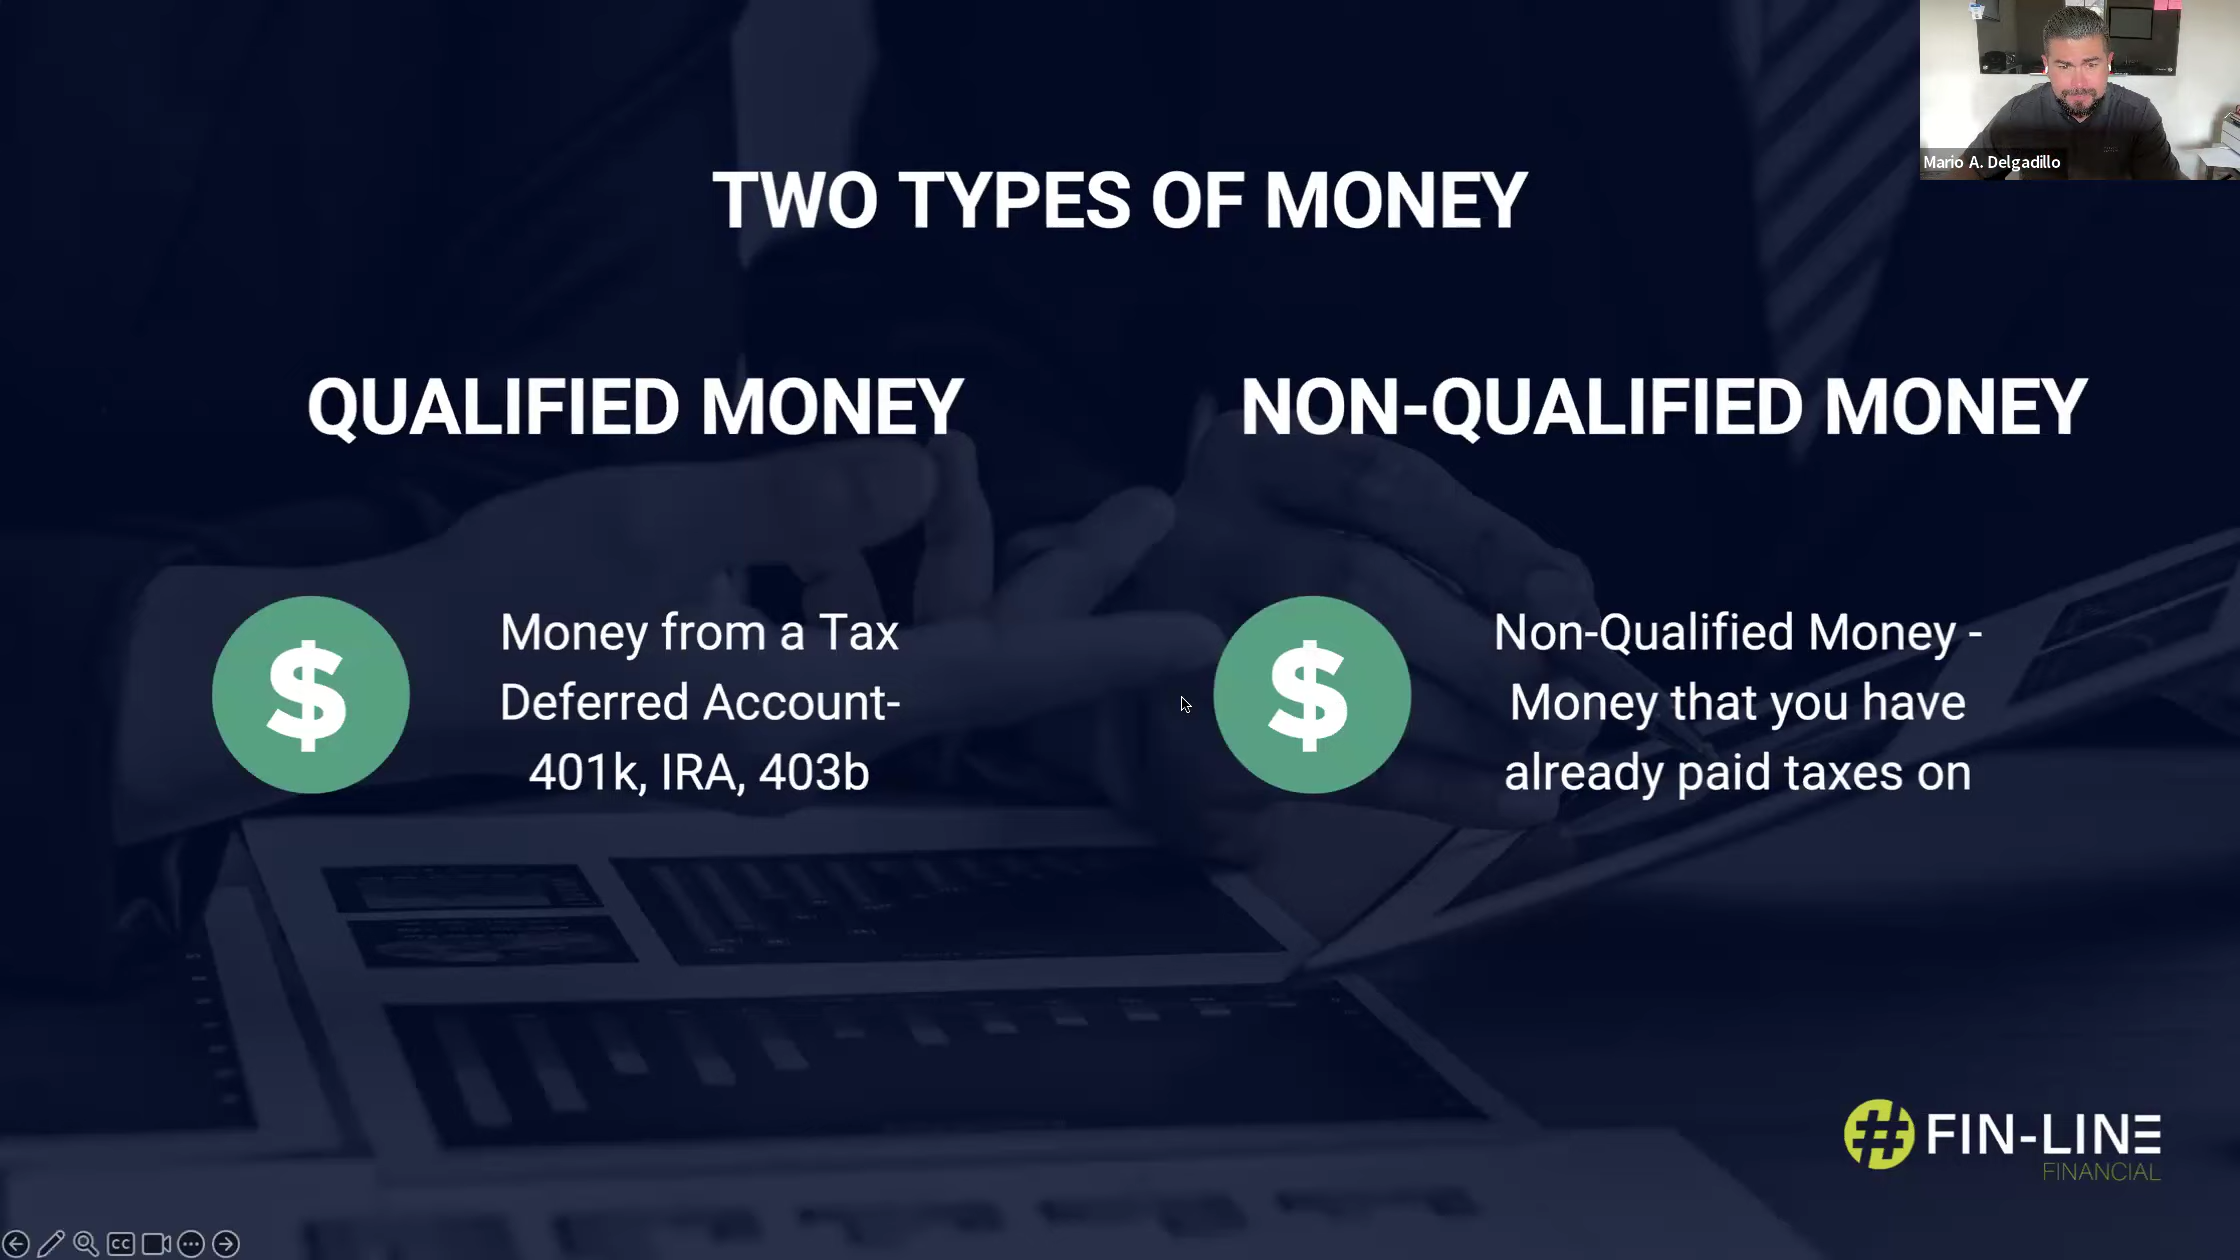 Mario A. Delgadillo
TWO TYPES OF MONEY
QUALIFIED MONEY
NON-QUALIFIED MONEY
$
Money from a Tax
Deferred Account-
401k, IRA, 403b
$
Non-Qualified Money -
Money that you have
already paid taxes on
# FIN-LINE
FINANCIAL
CC